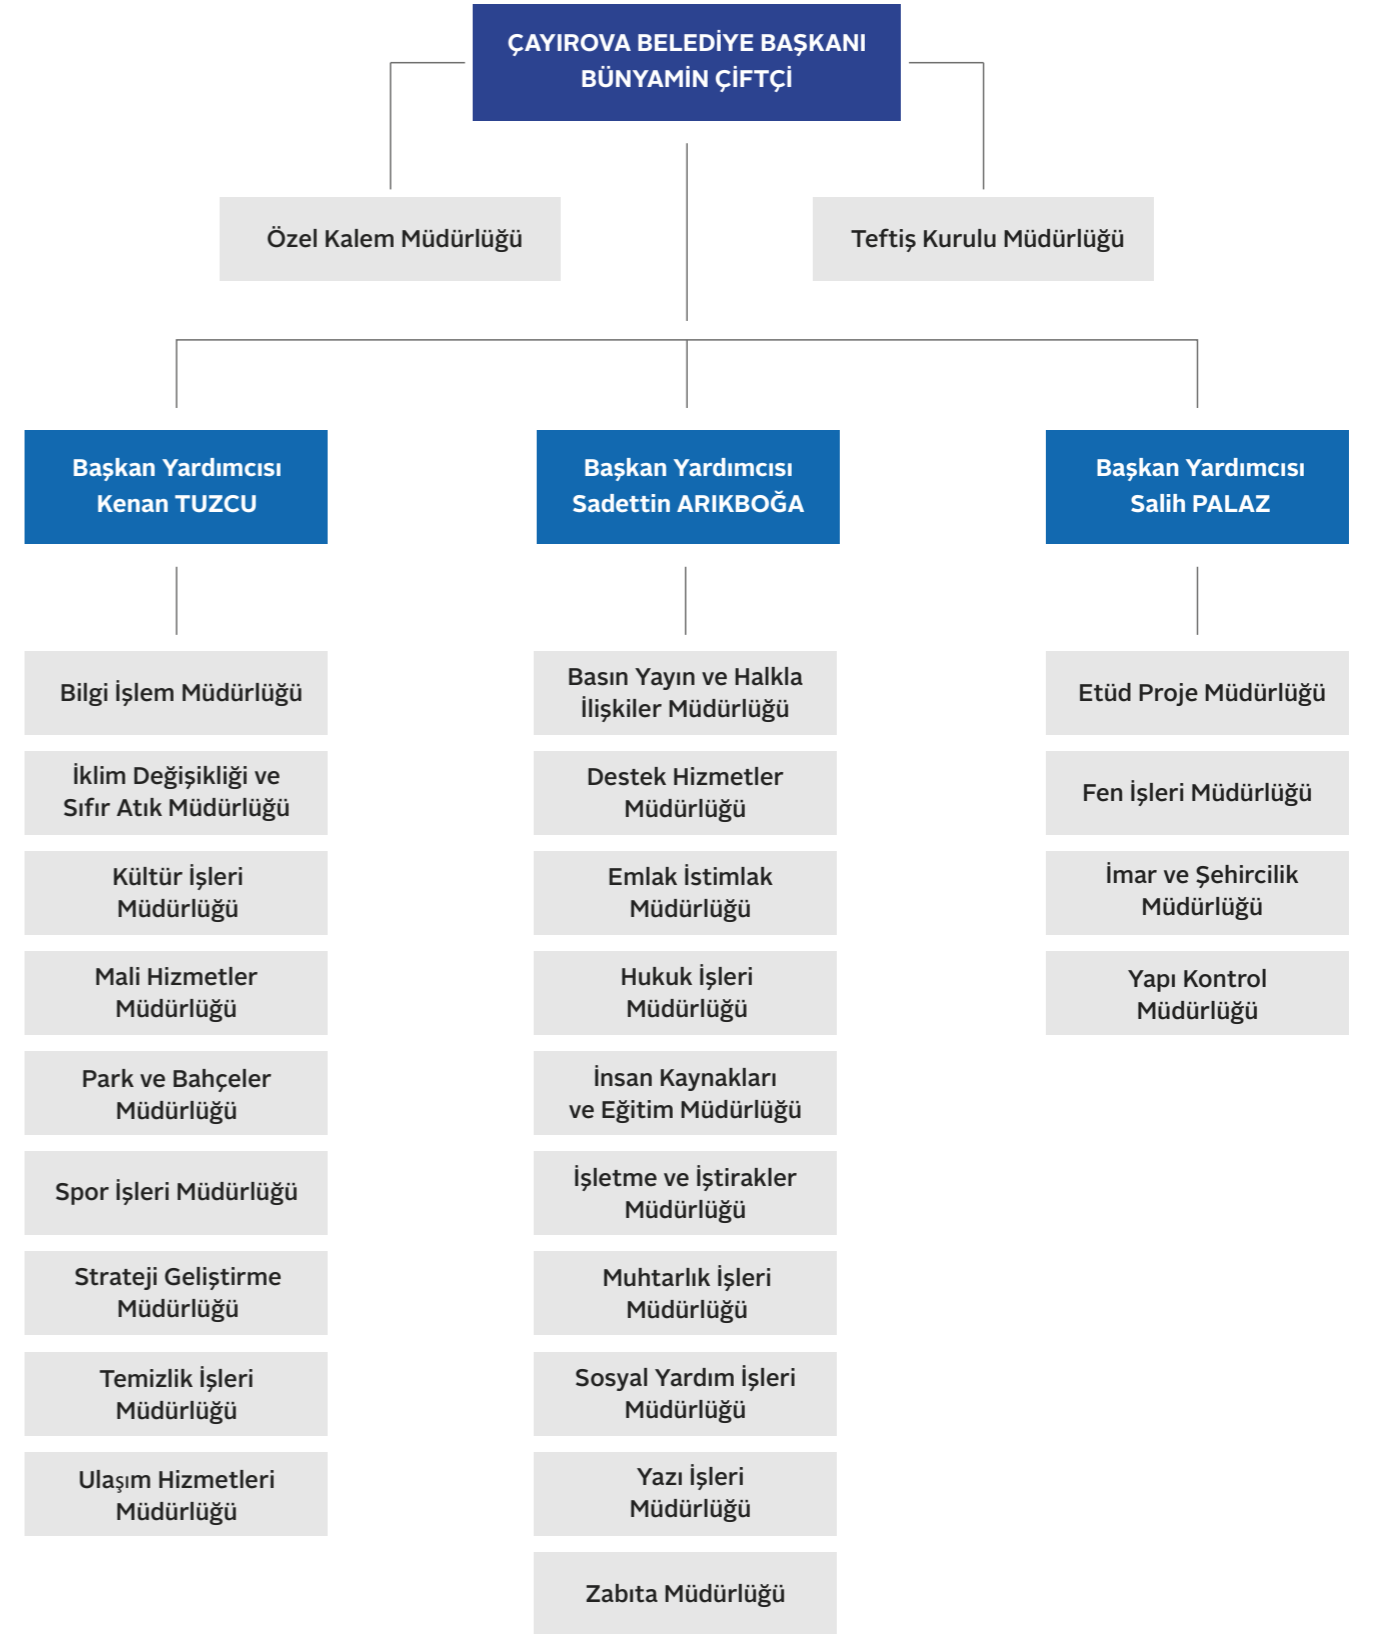 ÇAYIROVA BELEDİYE BAŞKANI
BÜNYAMİN ÇİFTÇİ
Özel Kalem Müdürlüğü
Teftiş Kurulu Müdürlüğü
Başkan Yardımcısı
Kenan TUZCU
Bilgi İşlem Müdürlüğü
İklim Değişikliği ve
Sıfır Atık Müdürlüğü
Kültür İşleri
Müdürlüğü
Mali Hizmetler
Müdürlüğü
Park ve Bahçeler
Müdürlüğü
Spor İşleri Müdürlüğü
Strateji Geliştirme
Müdürlüğü
Temizlik İşleri
Müdürlüğü
Ulaşım Hizmetleri
Müdürlüğü
Başkan Yardımcısı
Sadettin ARIKBOĞA
Basın Yayın ve Halkla
İlişkiler Müdürlüğü
Destek Hizmetler
Müdürlüğü
Emlak İstimlak
Müdürlüğü
Hukuk İşleri
Müdürlüğü
İnsan Kaynakları
ve Eğitim Müdürlüğü
İşletme ve İştirakler
Müdürlüğü
Muhtarlık İşleri
Müdürlüğü
Sosyal Yardım İşleri
Müdürlüğü
Yazı İşleri
Müdürlüğü
Zabıta Müdürlüğü
Başkan Yardımcısı
Salih PALAZ
Etüd Proje Müdürlüğü
Fen İşleri Müdürlüğü
İmar ve Şehircilik
Müdürlüğü
Yapı Kontrol
Müdürlüğü